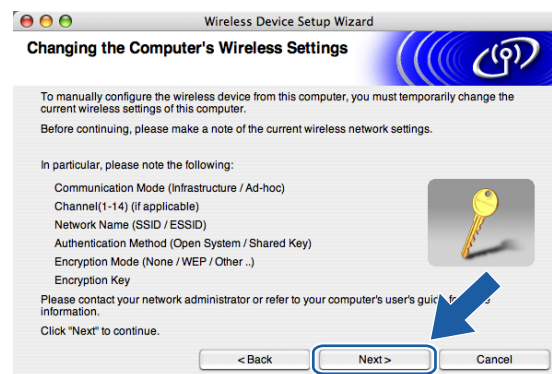 Wireless Device Setup Wizard
Changing the Computer's Wireless Settings
To manually configure the wireless device from this computer, you must temporarily change the
current wireless settings of this computer.
Before continuing, please make a note of the current wireless network settings.
In particular, please note the following:
Communication Mode (Infrastructure / Ad-hoc)
Channel(1-14) (if applicable)
Network Name (SSID / ESSID)
Authentication Method (Open System / Shared Key)
Encryption Mode (None / WEP / Other ..)
Encryption Key
Please contact your network administrator or refer to your computer's user's
information.
Click "Next" to continue.
< Back
Next >
Cancel